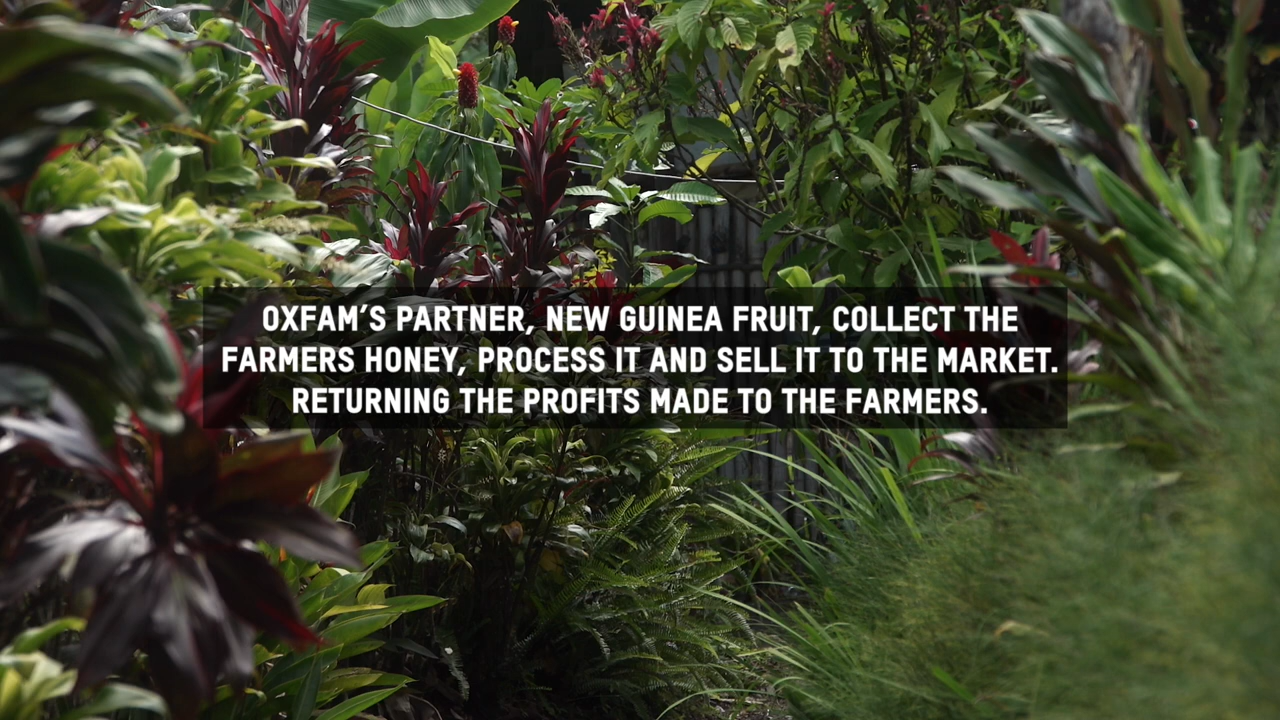 OXFAM'S PARTNER, NEW GUINEA FRUIT, COLLECT THE
FARMERS HONEY, PROCESS IT AND SELL IT TO THE MARKET.
RETURNING THE PROFITS MADE TO THE FARMERS.